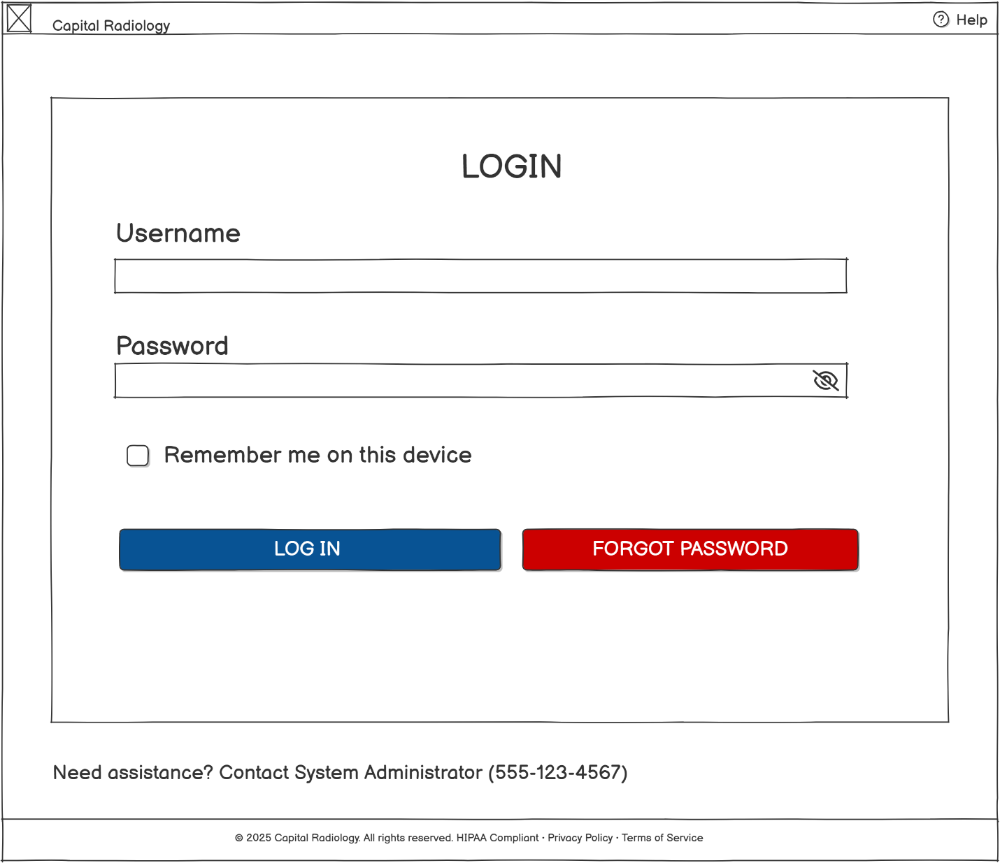 Capital Radiology
? Help
LOGIN
Username
Password
Remember me on this device
LOG IN
FORGOT PASSWORD
Need assistance? Contact System Administrator (555-123-4567)
© 2025 Capital Radiology. All rights reserved. HIPAA Compliant · Privacy Policy · Terms of Service